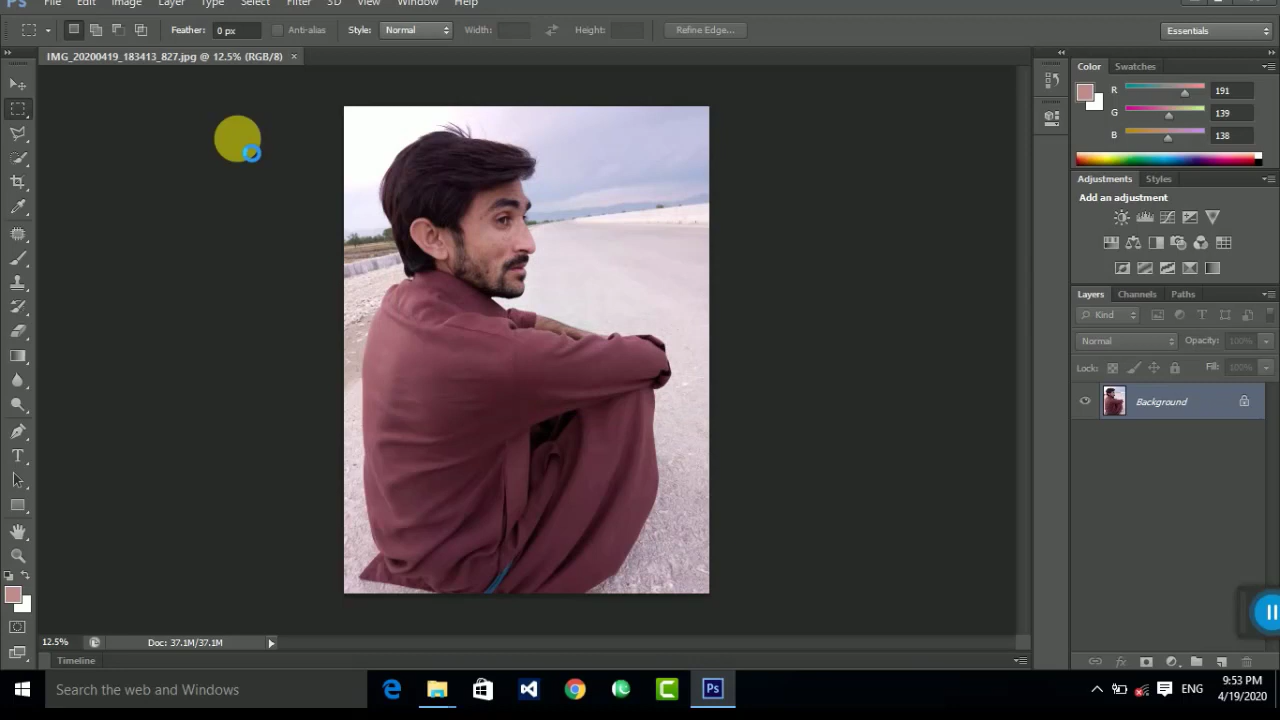 Ps File Edit Image Layer Type Select Filter 3D View Window Help
Feather: 0 px Anti-alias Style: Normal Width: Height: Refine Edge... Essentials
IMG_20200419_183413_827.jpg @ 12.5% (RGB/8) ×
Color Swatches
R 191
G 139
B 138
Adjustments Styles
Add an adjustment
Layers Channels Paths
Kind
Normal Opacity: 100%
Lock: Fill: 100%
Background
12.5% Doc: 37.1M/37.1M
Timeline
Search the web and Windows
Ps
ENG
9:53 PM
4/19/2020